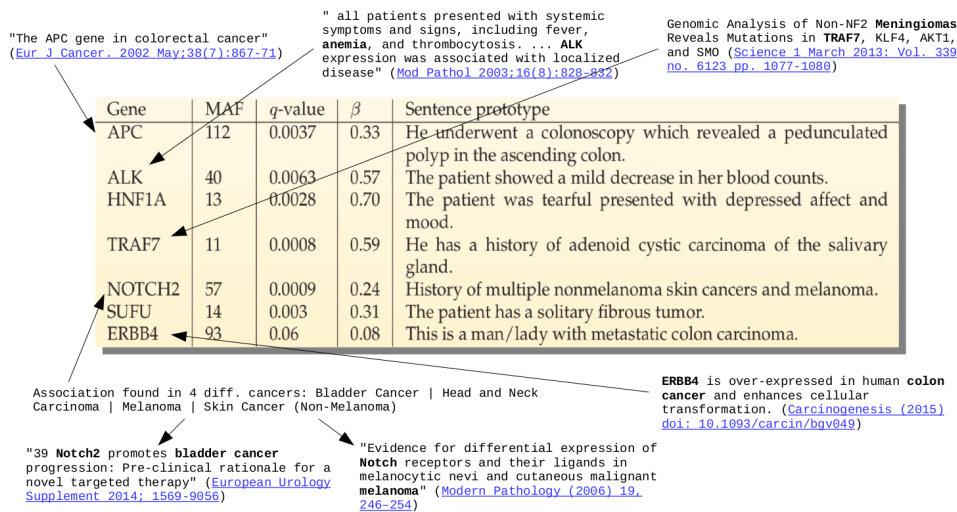 "The APC gene in colorectal cancer"
(Eur J Cancer. 2002 May;38(7):867-71)
" all patients presented with systemic
symptoms and signs, including fever,
anemia, and thrombocytosis. ... ALK
expression was associated with localized
disease" (Mod Pathol 2003;16(8):828–832)
Genomic Analysis of Non-NF2 Meningiomas
Reveals Mutations in TRAF7, KLF4, AKT1,
and SMO (Science 1 March 2013: Vol. 339
no. 6123 pp. 1077-1080)
Gene MAF q-value β Sentence prototype
APC 112 0.0037 0.33 He underwent a colonoscopy which revealed a pedunculated
polyp in the ascending colon.
ALK 40 0.0063 0.57 The patient showed a mild decrease in her blood counts.
HNF1A 13 0.0028 0.70 The patient was tearful presented with depressed affect and
mood.
TRAF7 11 0.0008 0.59 He has a history of adenoid cystic carcinoma of the salivary
gland.
NOTCH2 57 0.0009 0.24 History of multiple nonmelanoma skin cancers and melanoma.
SUFU 14 0.003 0.31 The patient has a solitary fibrous tumor.
ERBB4 93 0.06 0.08 This is a man/lady with metastatic colon carcinoma.
Association found in 4 diff. cancers: Bladder Cancer | Head and Neck
Carcinoma | Melanoma | Skin Cancer (Non-Melanoma)
ERBB4 is over-expressed in human colon
cancer and enhances cellular
transformation. (Carcinogenesis (2015)
doi: 10.1093/carcin/bgv049)
"39 Notch2 promotes bladder cancer
progression: Pre-clinical rationale for a
novel targeted therapy" (European Urology
Supplement 2014; 1569-9056)
"Evidence for differential expression of
Notch receptors and their ligands in
melanocytic nevi and cutaneous malignant
melanoma" (Modern Pathology (2006) 19,
246–254)